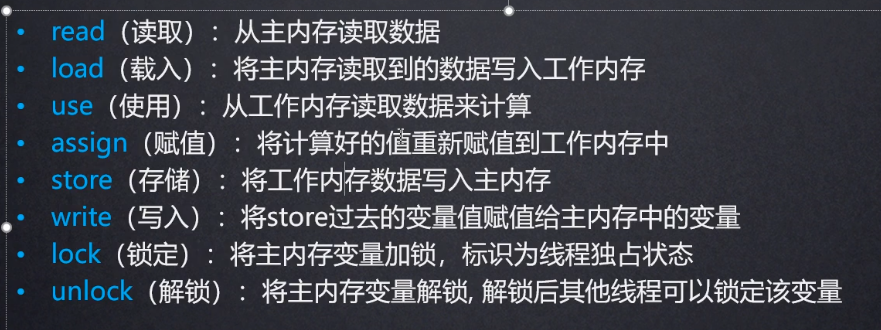 • read（读取）：从主内存读取数据
• load（载入）：将主内存读取到的数据写入工作内存
• use（使用）：从工作内存读取数据来计算
• assign（赋值）：将计算好的值重新赋值到工作内存中
• store（存储）：将工作内存数据写入主内存
• write（写入）：将store过去的变量值赋值给主内存中的变量
• lock（锁定）：将主内存变量加锁，标识为线程独占状态
• unlock（解锁）：将主内存变量解锁, 解锁后其他线程可以锁定该变量